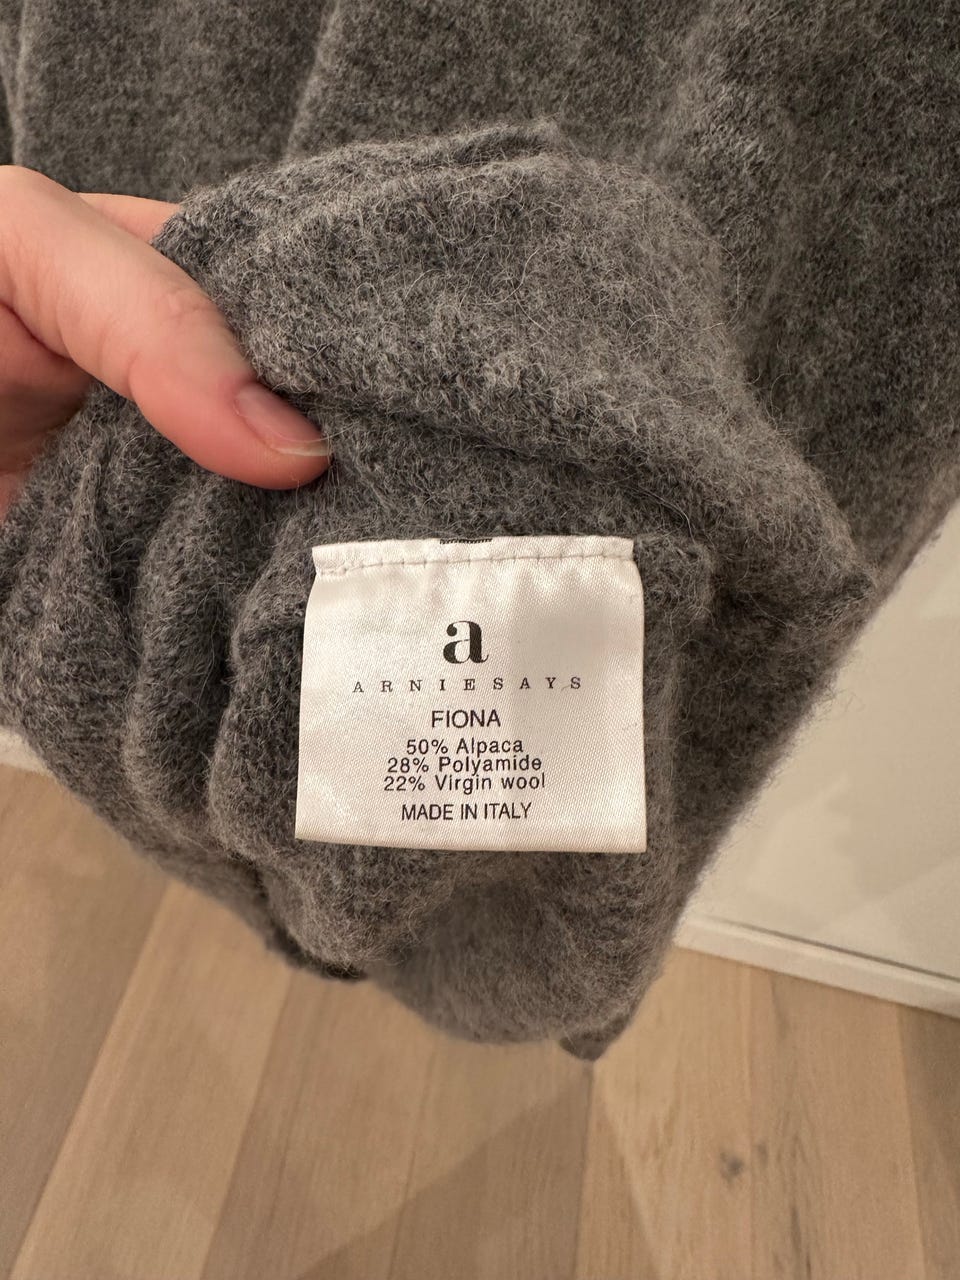 a
ARNIESAYS
FIONA
50% Alpaca
28% Polyamide
22% Virgin wool
MADE IN ITALY